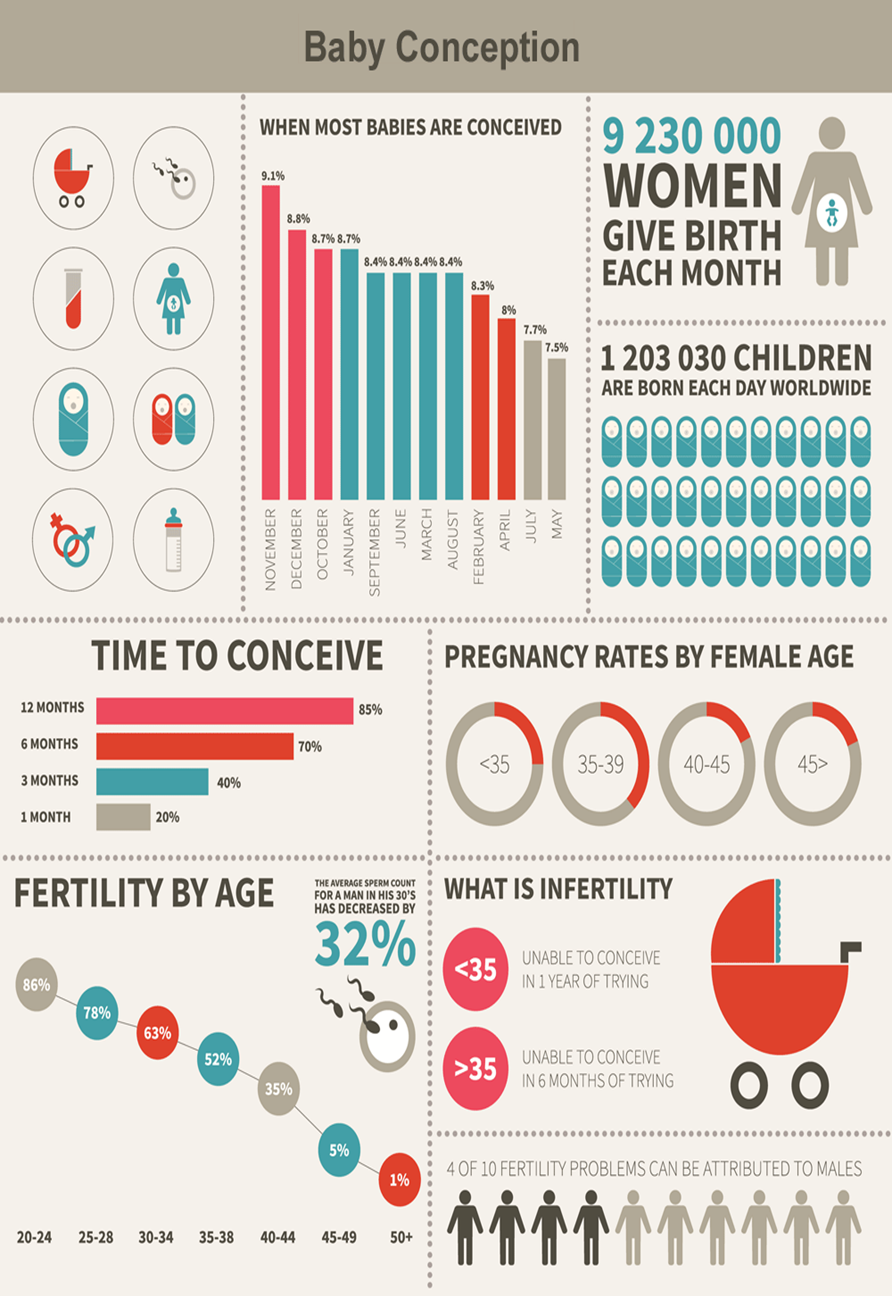 Baby Conception
WHEN MOST BABIES ARE CONCEIVED
9.1%
8.8%
8.7%
8.7%
8.4%
8.4%
8.4%
8.4%
8.3%
8%
7.7%
7.5%
NOVEMBER
DECEMBER
OCTOBER
JANUARY
SEPTEMBER
JUNE
MARCH
AUGUST
FEBRUARY
APRIL
JULY
MAY
9 230 000
WOMEN
GIVE BIRTH
EACH MONTH
1 203 030 CHILDREN
ARE BORN EACH DAY WORLDWIDE
TIME TO CONCEIVE
12 MONTHS 85%
6 MONTHS 70%
3 MONTHS 40%
1 MONTH 20%
PREGNANCY RATES BY FEMALE AGE
<35 35-39 40-45 45>
FERTILITY BY AGE
THE AVERAGE SPERM COUNT
FOR A MAN IN HIS 30'S
HAS DECREASED BY
32%
86%
78%
63%
52%
35%
5%
1%
20-24 25-28 30-34 35-38 40-44 45-49 50+
WHAT IS INFERTILITY
<35
UNABLE TO CONCEIVE
IN 1 YEAR OF TRYING
>35
UNABLE TO CONCEIVE
IN 6 MONTHS OF TRYING
4 OF 10 FERTILITY PROBLEMS CAN BE ATTRIBUTED TO MALES